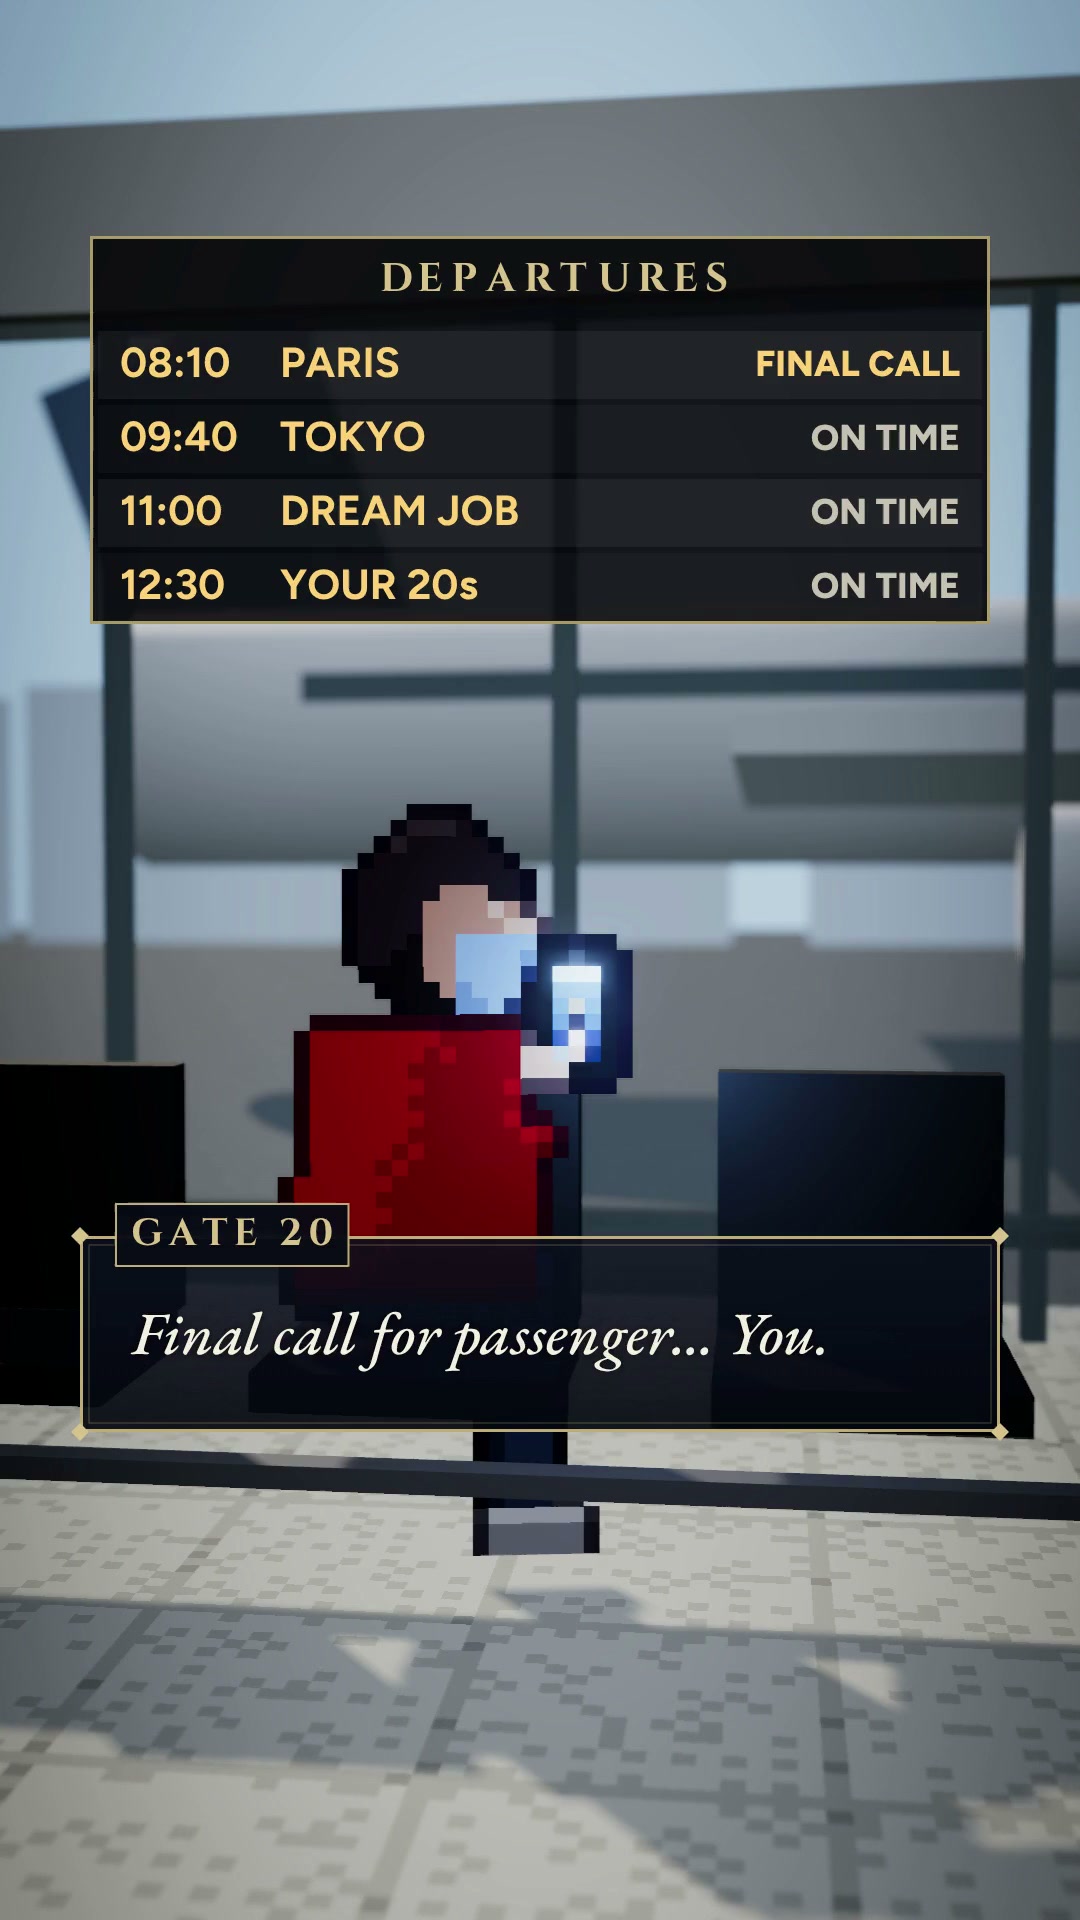 DEPARTURES
08:10 PARIS FINAL CALL
09:40 TOKYO ON TIME
11:00 DREAM JOB ON TIME
12:30 YOUR 20s ON TIME
GATE 20
Final call for passenger... You.